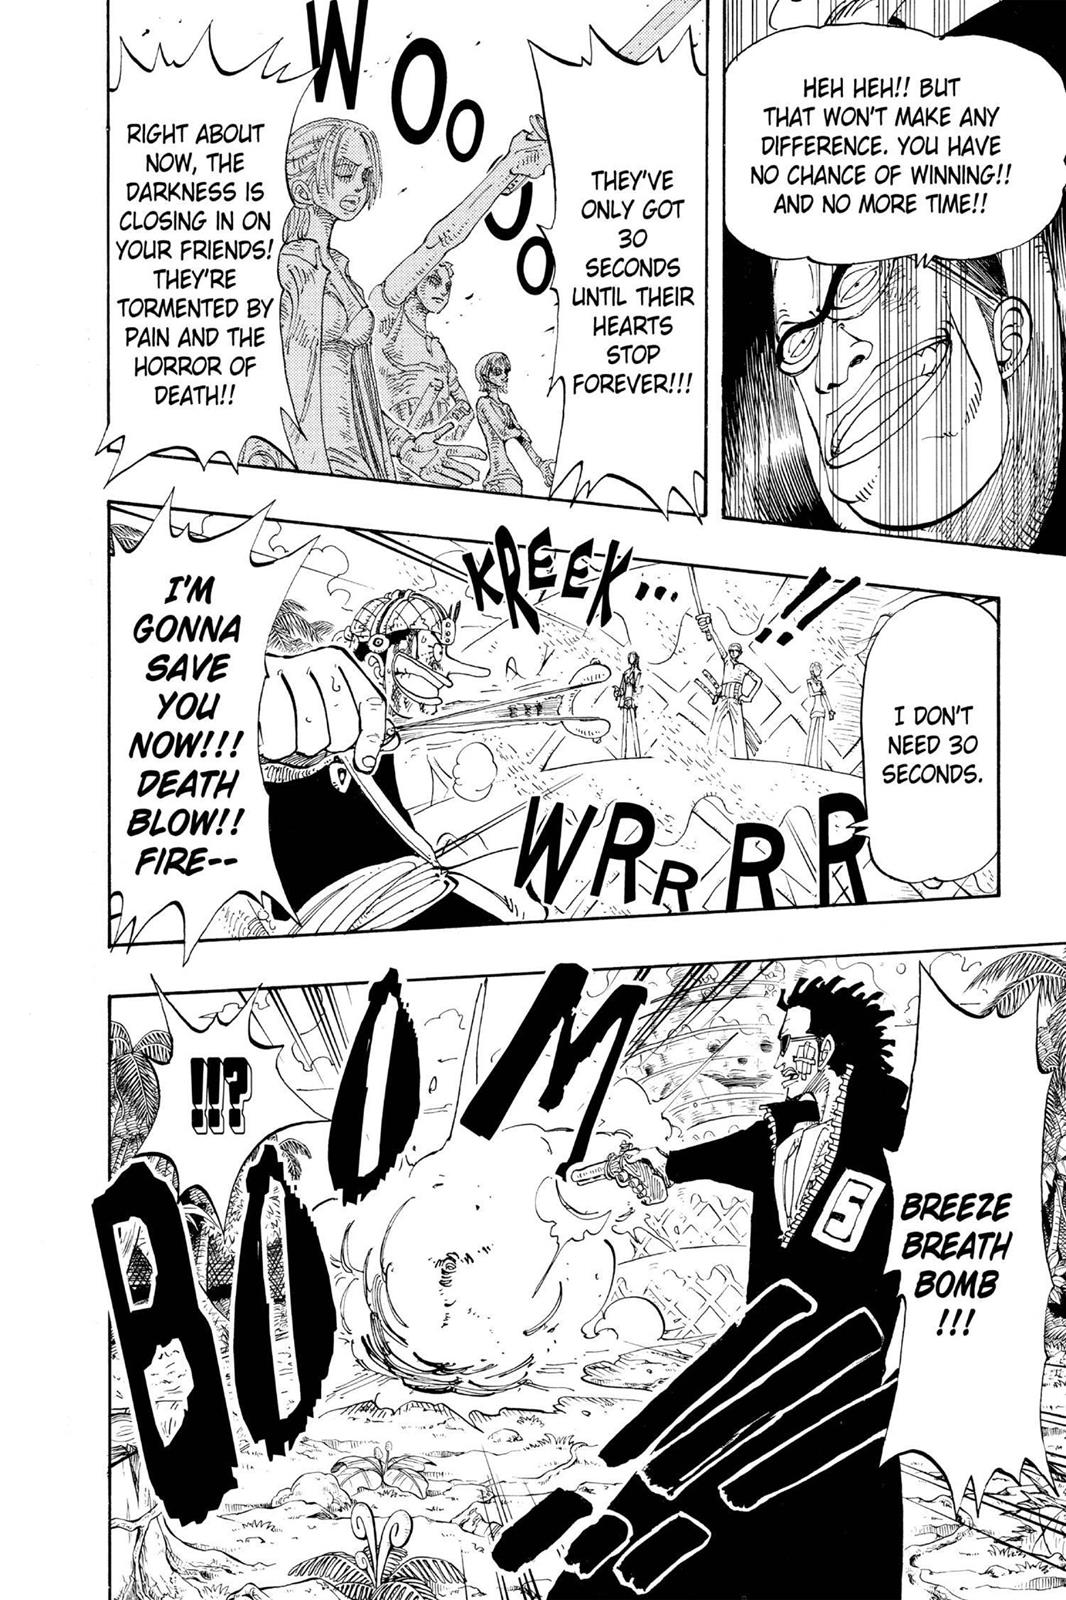 HEH HEH!! BUT
THAT WON'T MAKE ANY
DIFFERENCE. YOU HAVE
NO CHANCE OF WINNING!!
AND NO MORE TIME!!
THEY'VE
ONLY GOT
30
SECONDS
UNTIL THEIR
HEARTS
STOP
FOREVER!!!
WOOOOO
RIGHT ABOUT
NOW, THE
DARKNESS IS
CLOSING IN ON
YOUR FRIENDS!
THEY'RE
TORMENTED BY
PAIN AND THE
HORROR OF
DEATH!!
I DON'T
NEED 30
SECONDS.
!!
KREEK...
WRRRR
I'M
GONNA
SAVE
YOU
NOW!!!
DEATH
BLOW!!
FIRE--
BREEZE
BREATH
BOMB
!!!
5
BOOM
!!!?